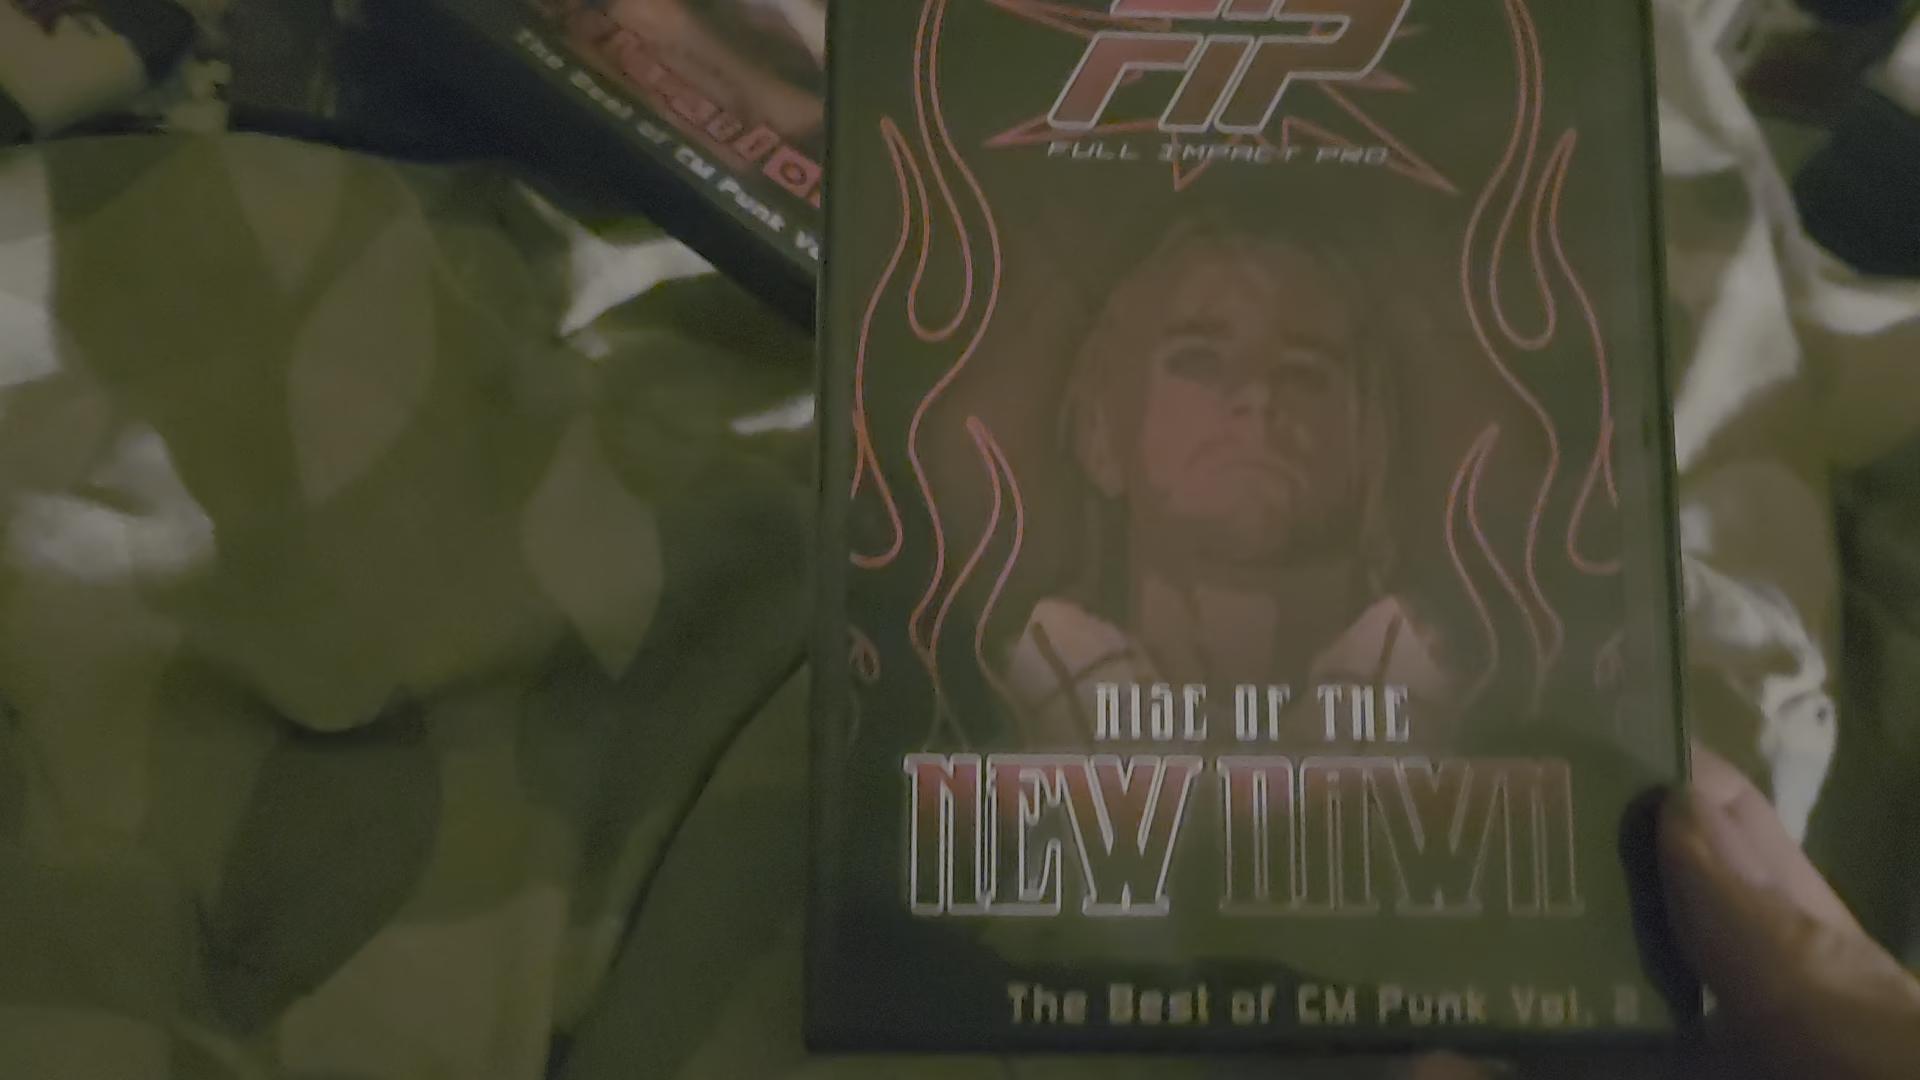 FIP
FULL IMPACT PRO
The Best of CM Punk
RISE OF THE
NEW DAWN
The Best of CM Punk Vol. 2